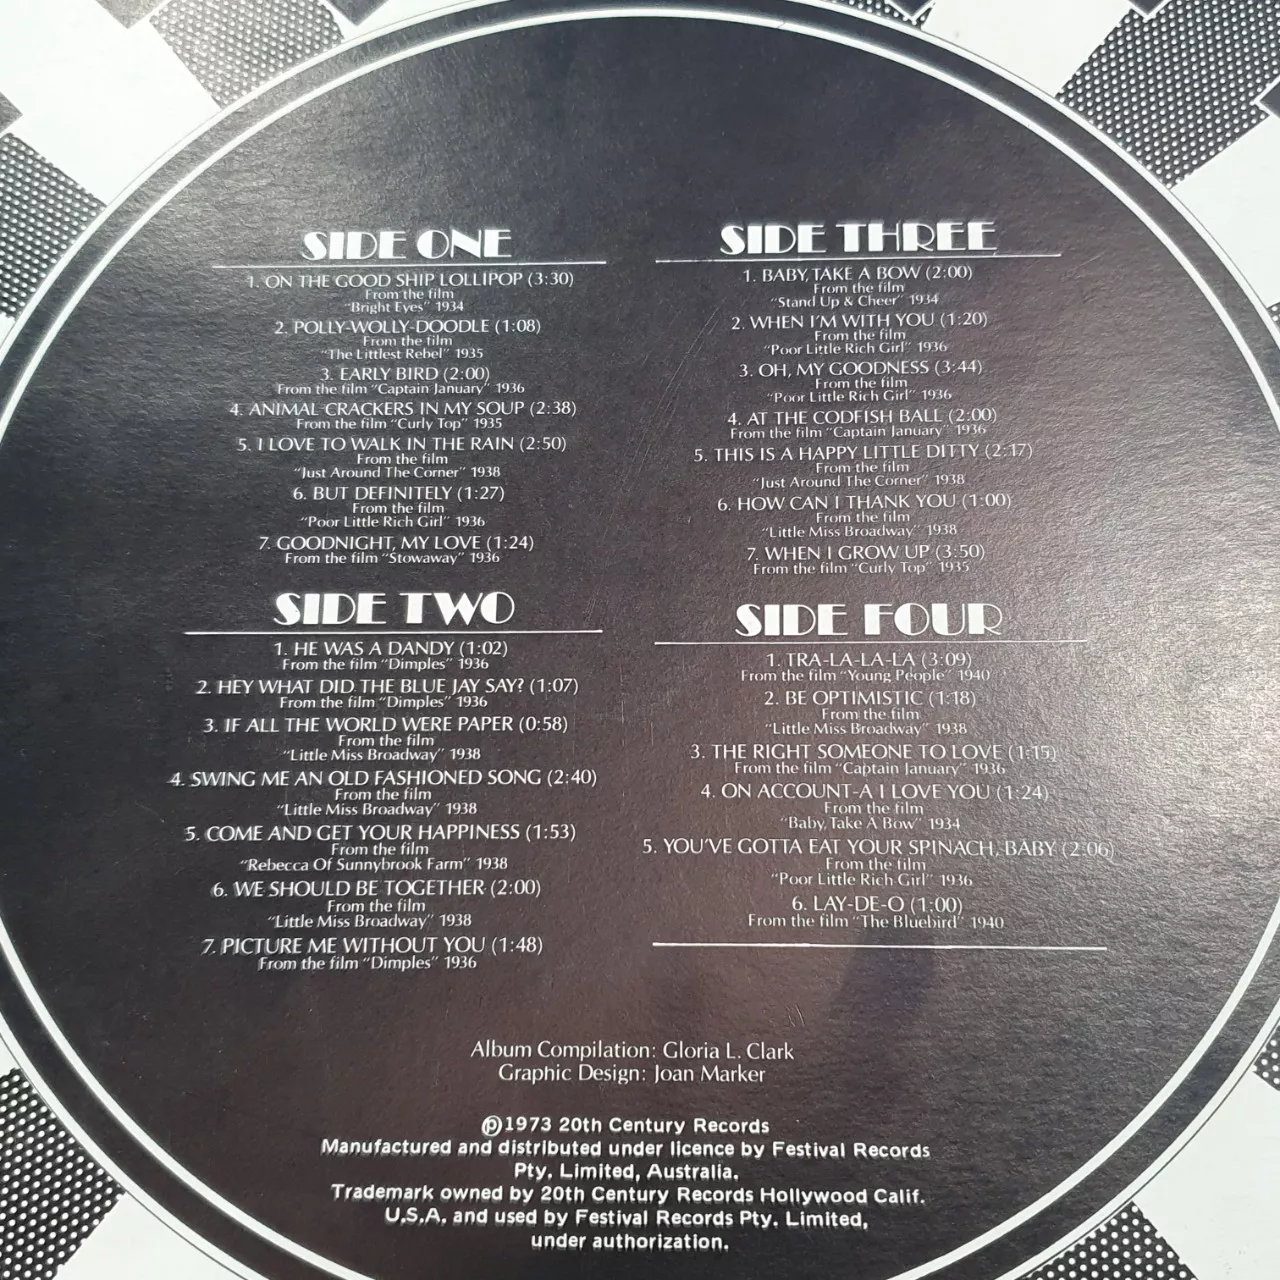 SIDE ONE
1. ON THE GOOD SHIP LOLLIPOP (3:30)
From the film
"Bright Eyes" 1934
2. POLLY-WOLLY-DOODLE (1:08)
From the film
"The Littlest Rebel" 1935
3. EARLY BIRD (2:00)
From the film "Captain January" 1936
4. ANIMAL CRACKERS IN MY SOUP (2:38)
From the film "Curly Top" 1935
5. I LOVE TO WALK IN THE RAIN (2:50)
From the film
"Just Around The Corner" 1938
6. BUT DEFINITELY (1:27)
From the film
"Poor Little Rich Girl" 1936
7. GOODNIGHT, MY LOVE (1:24)
From the film "Stowaway" 1936
SIDE TWO
1. HE WAS A DANDY (1:02)
From the film "Dimples" 1936
2. HEY WHAT DID THE BLUE JAY SAY? (1:07)
From the film "Dimples" 1936
3. IF ALL THE WORLD WERE PAPER (0:58)
From the film
"Little Miss Broadway" 1938
4. SWING ME AN OLD FASHIONED SONG (2:40)
From the film
"Little Miss Broadway" 1938
5. COME AND GET YOUR HAPPINESS (1:53)
From the film
"Rebecca Of Sunnybrook Farm" 1938
6. WE SHOULD BE TOGETHER (2:00)
From the film
"Little Miss Broadway" 1938
7. PICTURE ME WITHOUT YOU (1:48)
From the film "Dimples" 1936
SIDE THREE
1. BABY, TAKE A BOW (2:00)
From the film
"Stand Up & Cheer" 1934
2. WHEN I'M WITH YOU (1:20)
From the film
"Poor Little Rich Girl" 1936
3. OH, MY GOODNESS (3:44)
From the film
"Poor Little Rich Girl" 1936
4. AT THE CODFISH BALL (2:00)
From the film "Captain January" 1936
5. THIS IS A HAPPY LITTLE DITTY (2:17)
From the film
"Just Around The Corner" 1938
6. HOW CAN I THANK YOU (1:00)
From the film
"Little Miss Broadway" 1938
7. WHEN I GROW UP (3:50)
From the film "Curly Top" 1935
SIDE FOUR
1. TRA-LA-LA-LA (3:09)
From the film "Young People" 1940
2. BE OPTIMISTIC (1:18)
From the film
"Little Miss Broadway" 1938
3. THE RIGHT SOMEONE TO LOVE (1:15)
From the film "Captain January" 1936
4. ON ACCOUNT-A I LOVE YOU (1:24)
From the film
"Baby, Take A Bow" 1934
5. YOU'VE GOTTA EAT YOUR SPINACH, BABY (2:06)
From the film
"Poor Little Rich Girl" 1936
6. LAY-DE-O (1:00)
From the film "The Bluebird" 1940
Album Compilation: Gloria L. Clark
Graphic Design: Joan Marker
℗1973 20th Century Records
Manufactured and distributed under licence by Festival Records
Pty. Limited, Australia.
Trademark owned by 20th Century Records Hollywood Calif.
U.S.A. and used by Festival Records Pty. Limited,
under authorization.